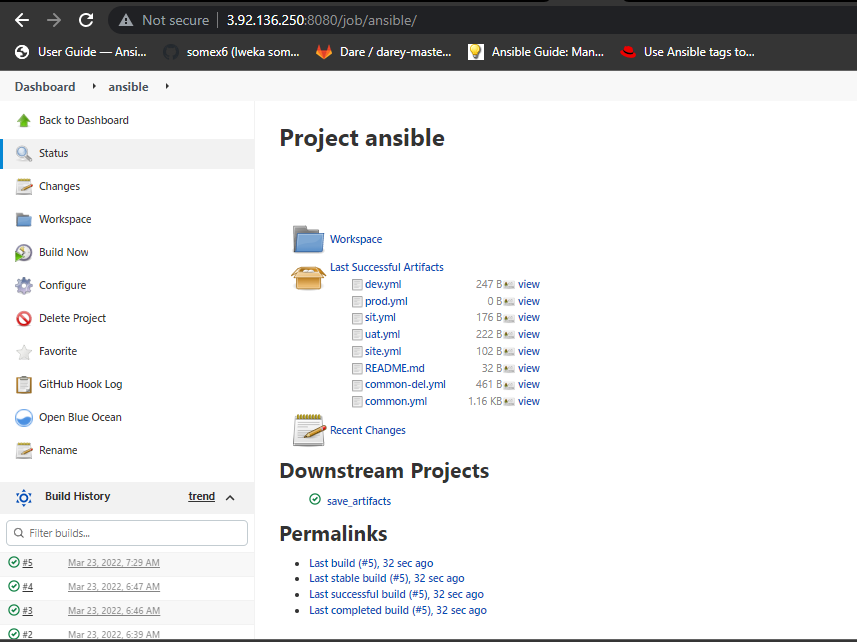 Not secure | 3.92.136.250:8080/job/ansible/
User Guide — Ansi... somex6 (Iweka som... Dare / darey-maste... Ansible Guide: Man... Use Ansible tags to...
Dashboard ansible
Back to Dashboard
Status
Changes
Workspace
Build Now
Configure
Delete Project
Favorite
GitHub Hook Log
Open Blue Ocean
Rename
Build History trend
Filter builds...
#5 Mar 23, 2022, 7:29 AM
#4 Mar 23, 2022, 6:47 AM
#3 Mar 23, 2022, 6:46 AM
#2 Mar 23, 2022, 6:39 AM
Project ansible
Workspace
Last Successful Artifacts
dev.yml 247 B view
prod.yml 0 B view
sit.yml 176 B view
uat.yml 222 B view
site.yml 102 B view
README.md 32 B view
common-del.yml 461 B view
common.yml 1.16 KB view
Recent Changes
Downstream Projects
save_artifacts
Permalinks
Last build (#5), 32 sec ago
Last stable build (#5), 32 sec ago
Last successful build (#5), 32 sec ago
Last completed build (#5), 32 sec ago